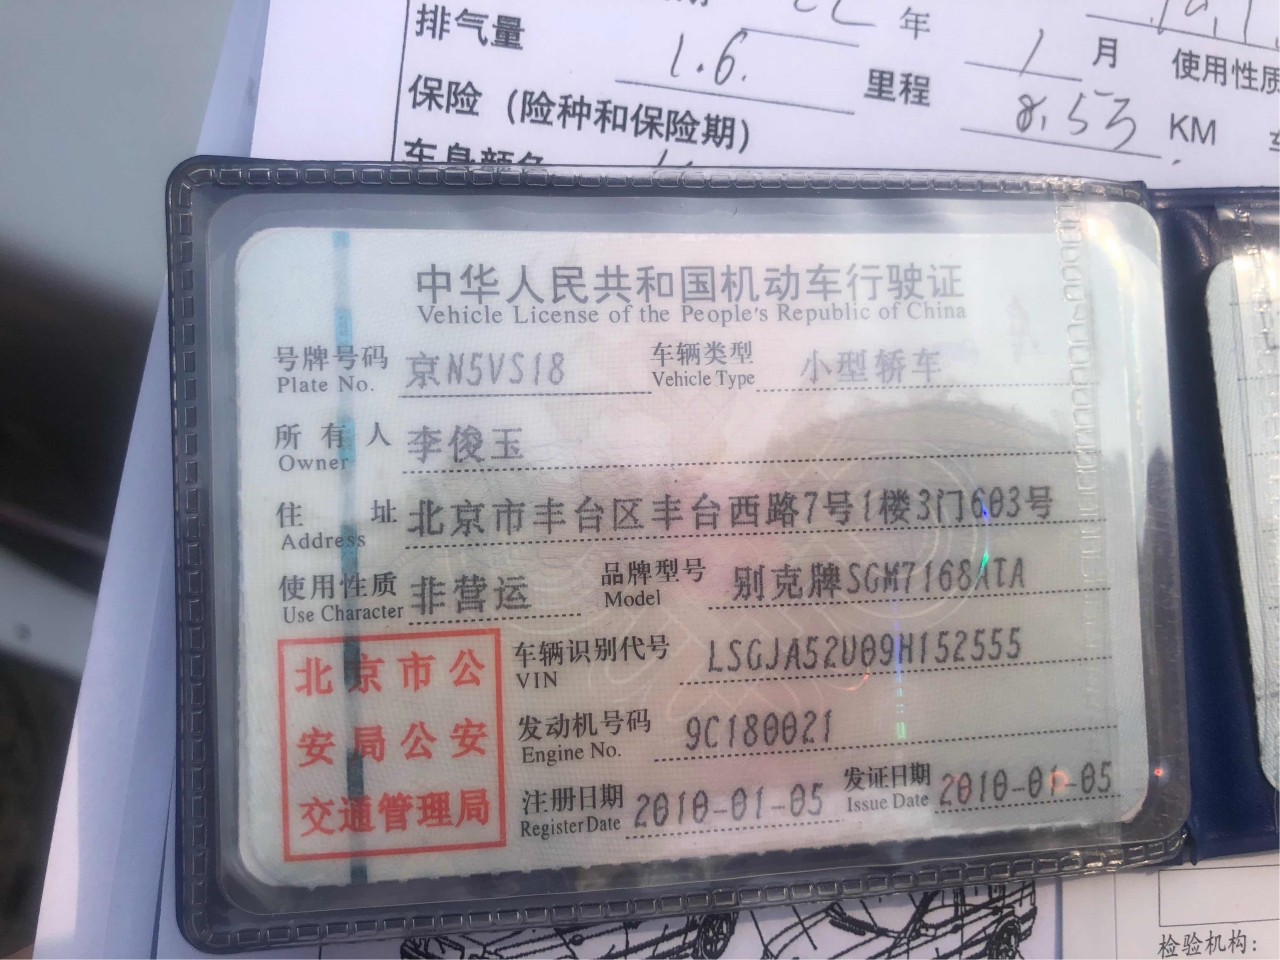 排气量 1.6. 里程 8.53 KM
年 1 月 使用性质
保险（险种和保险期）
车身颜色
中华人民共和国机动车行驶证
Vehicle License of the People's Republic of China
号牌号码 京N5VS18 车辆类型 小型轿车
Plate No. Vehicle Type
所有人 李俊玉
Owner
住址 北京市丰台区丰台西路7号1楼3门603号
Address
使用性质 非营运 品牌型号 别克牌SGM7168ATA
Use Character Model
北京市公
安局公安
交通管理局
车辆识别代号 LSGJA52U09H152555
VIN
发动机号码 9C180021
Engine No.
注册日期 2010-01-05 发证日期 2010-01-05
Register Date Issue Date
检验机构：